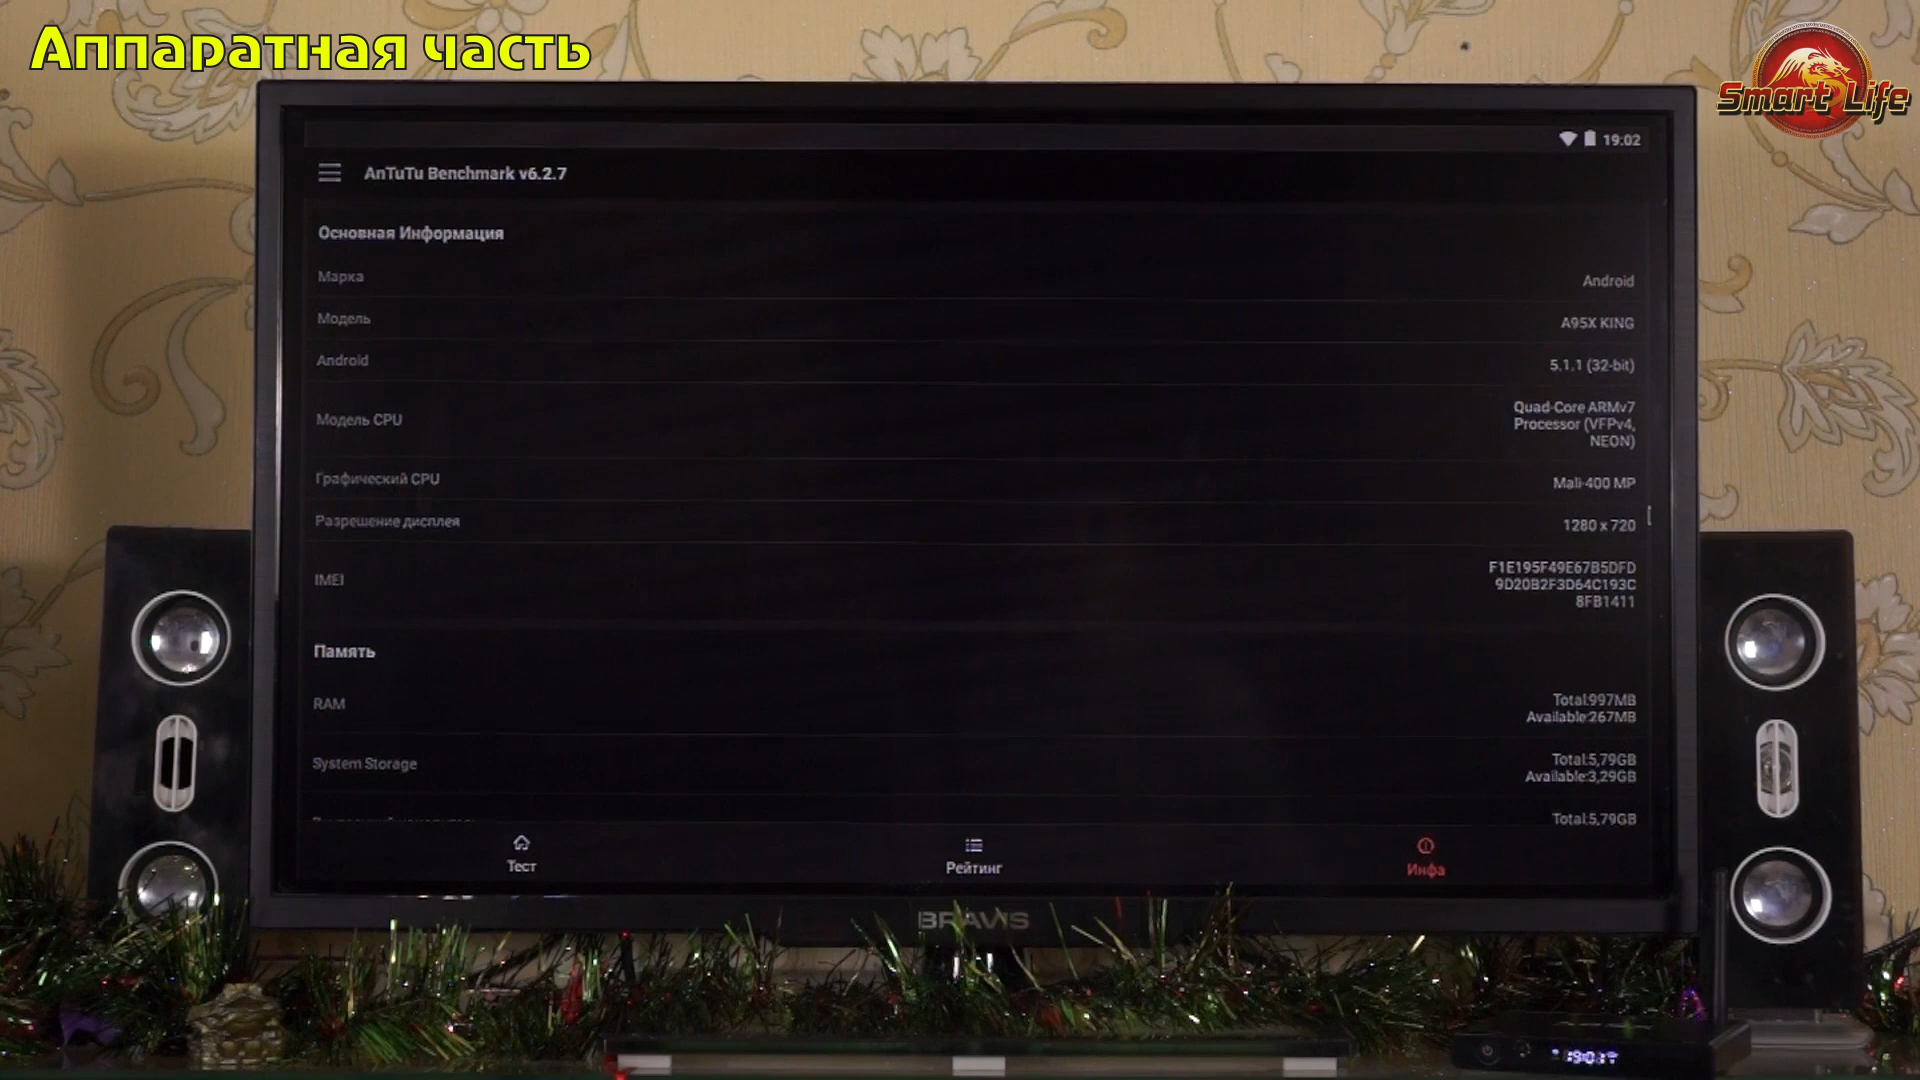 Аппаратная часть
Smart Life
19:02
AnTuTu Benchmark v6.2.7
Основная Информация
Марка
Android
Модель
A95X KING
Android
5.1.1 (32-bit)
Модель CPU
Quad-Core ARMv7
Processor (VFPv4,
NEON)
Графический CPU
Mali-400 MP
Разрешение дисплея
1280 x 720
IMEI
F1E195F49E67B5DFD
9D20B2F3D64C193C
8FB1411
Память
RAM
Total:997MB
Available:267MB
System Storage
Total:5,79GB
Available:3,29GB
Total:5,79GB
Тест
Рейтинг
Инфа
BRAVIS